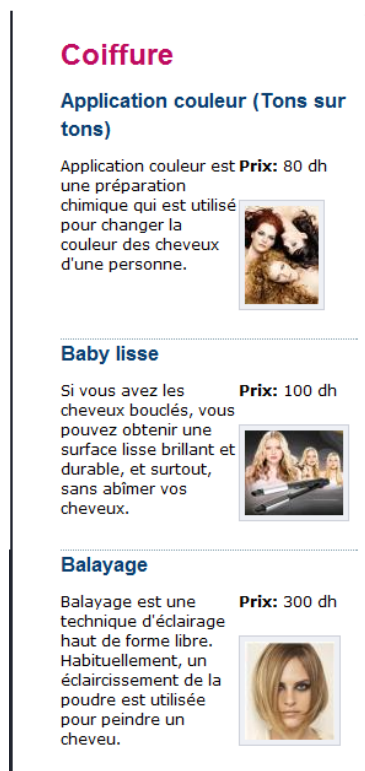 Coiffure
Application couleur (Tons sur
tons)
Application couleur est
une préparation
chimique qui est utilisé
pour changer la
couleur des cheveux
d'une personne.
Prix: 80 dh
Baby lisse
Si vous avez les
cheveux bouclés, vous
pouvez obtenir une
surface lisse brillant et
durable, et surtout,
sans abîmer vos
cheveux.
Prix: 100 dh
Balayage
Balayage est une
technique d'éclairage
haut de forme libre.
Habituellement, un
éclaircissement de la
poudre est utilisée
pour peindre un
cheveu.
Prix: 300 dh